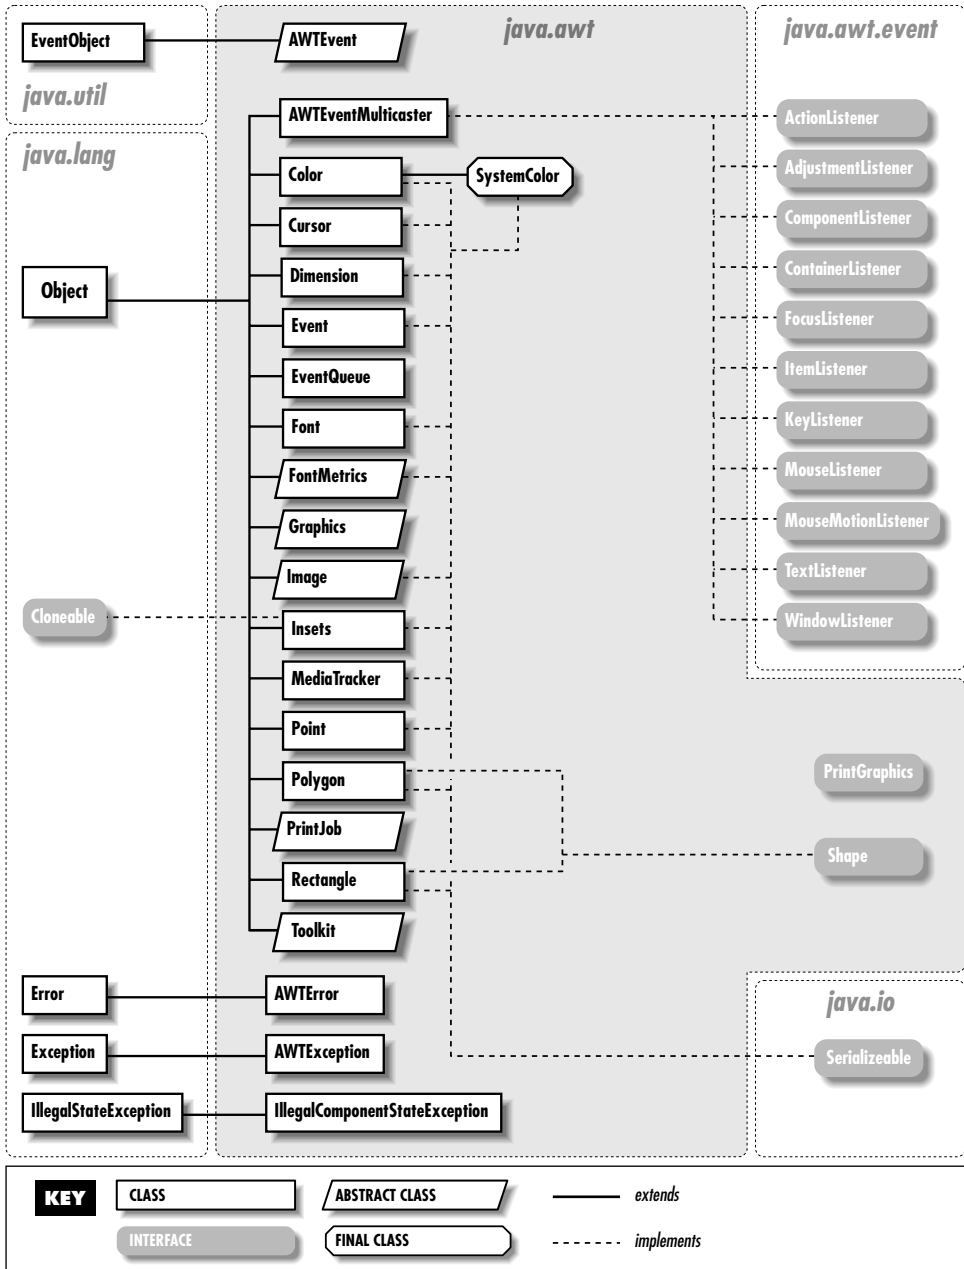 EventObject
java.util
AWTEvent
java.awt
java.awt.event
java.lang
Object
AWTEventMulticaster
Color
SystemColor
Cursor
Dimension
Event
EventQueue
Font
FontMetrics
Graphics
Image
Cloneable
Insets
MediaTracker
Point
Polygon
PrintJob
Rectangle
Toolkit
ActionListener
AdjustmentListener
ComponentListener
ContainerListener
FocusListener
ItemListener
KeyListener
MouseListener
MouseMotionListener
TextListener
WindowListener
PrintGraphics
Shape
Error
AWTError
java.io
Exception
AWTException
Serializeable
IllegalStateException
IllegalComponentStateException
KEY
CLASS
ABSTRACT CLASS
extends
INTERFACE
FINAL CLASS
implements